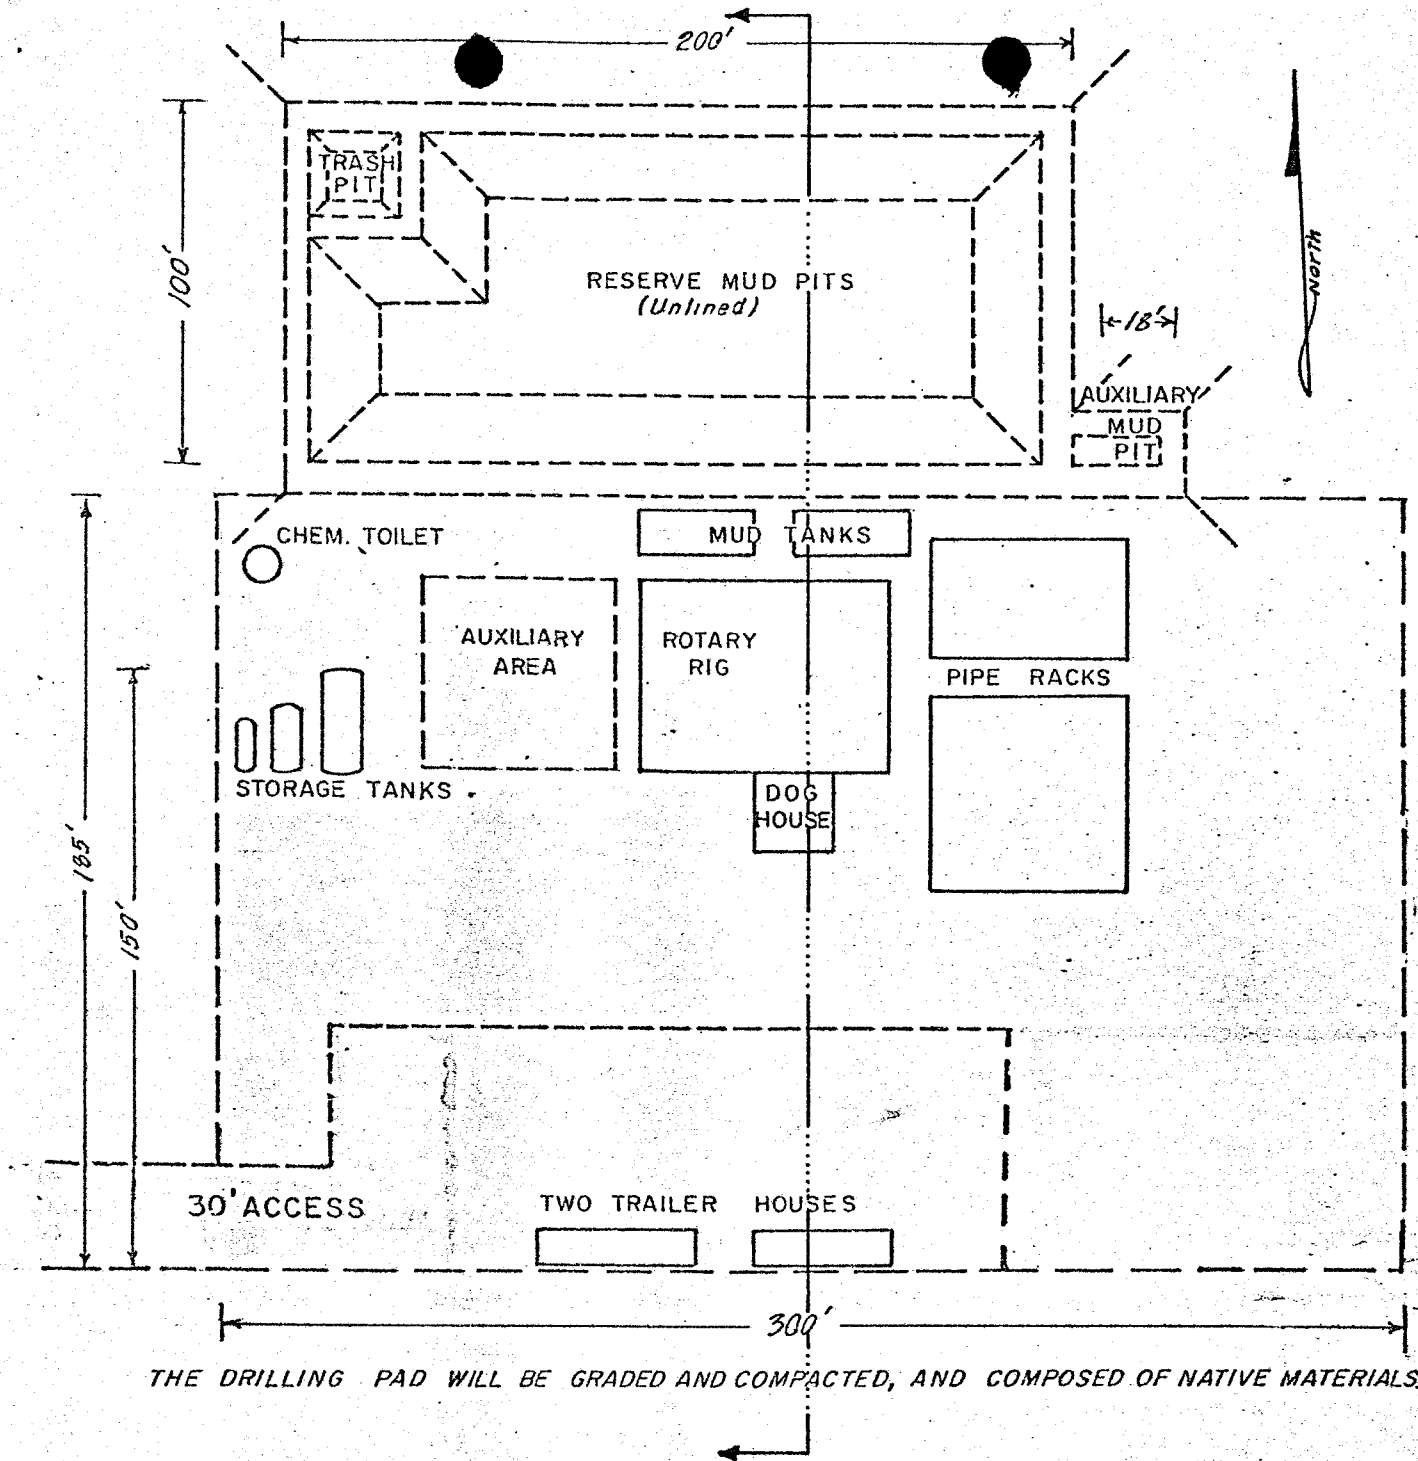 200'
TRASH
PIT
100'
RESERVE MUD PITS
(Unlined)
North
18'
AUXILIARY
MUD
PIT
CHEM. TOILET
MUD TANKS
AUXILIARY
AREA
ROTARY
RIG
PIPE RACKS
STORAGE TANKS
DOG
HOUSE
185'
150'
30' ACCESS
TWO TRAILER HOUSES
300'
THE DRILLING PAD WILL BE GRADED AND COMPACTED, AND COMPOSED OF NATIVE MATERIALS.